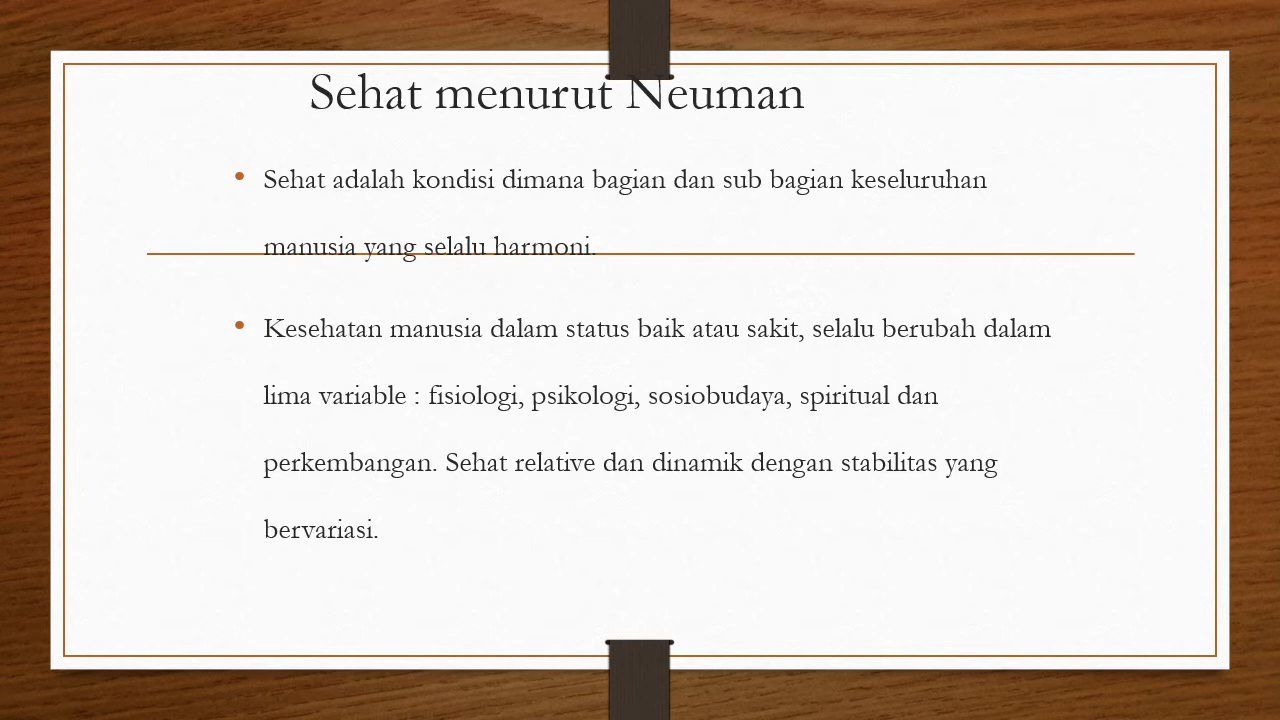 Sehat menurut Neuman
• Sehat adalah kondisi dimana bagian dan sub bagian keseluruhan
manusia yang selalu harmoni.
• Kesehatan manusia dalam status baik atau sakit, selalu berubah dalam
lima variable : fisiologi, psikologi, sosiobudaya, spiritual dan
perkembangan. Sehat relative dan dinamik dengan stabilitas yang
bervariasi.